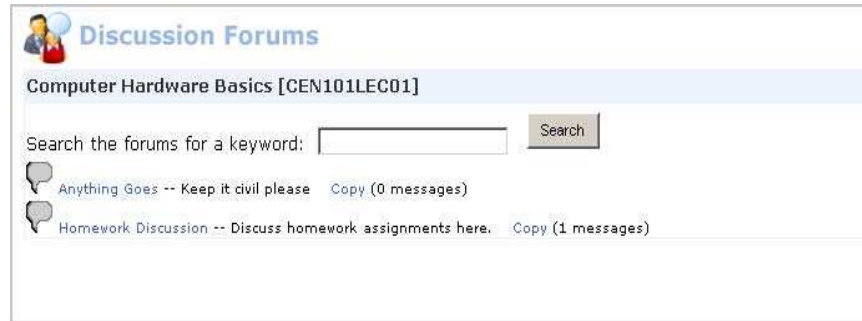 Discussion Forums
Computer Hardware Basics [CEN101LEC01]
Search the forums for a keyword: Search
Anything Goes -- Keep it civil please Copy (0 messages)
Homework Discussion -- Discuss homework assignments here. Copy (1 messages)